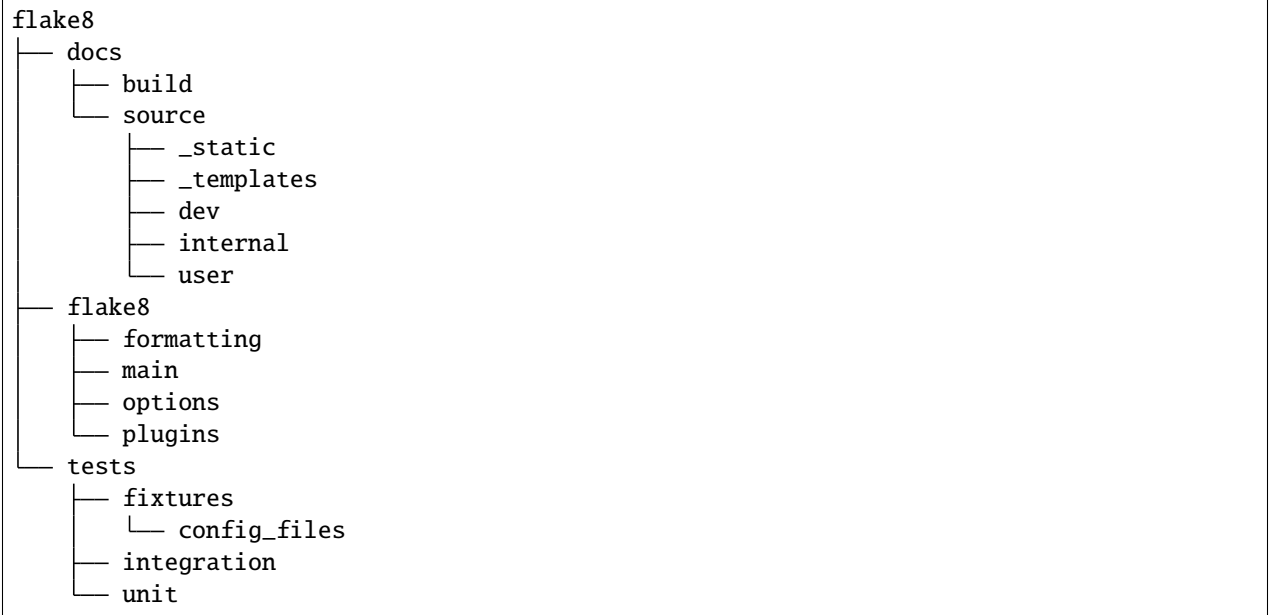 flake8
├── docs
│   ├── build
│   └── source
│       ├── _static
│       ├── _templates
│       ├── dev
│       ├── internal
│       └── user
├── flake8
│   ├── formatting
│   ├── main
│   ├── options
│   └── plugins
└── tests
    ├── fixtures
    │   └── config_files
    ├── integration
    └── unit